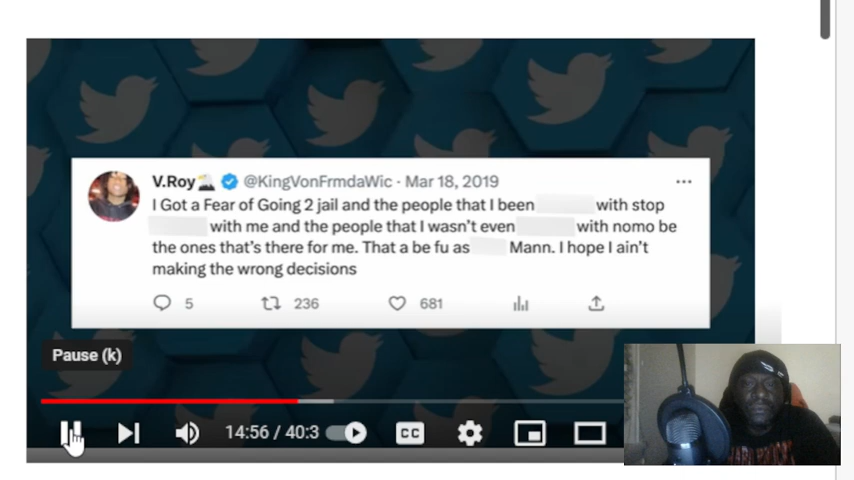 V.Roy @KingVonFrmdaWic · Mar 18, 2019
I Got a Fear of Going 2 jail and the people that I been with stop
with me and the people that I wasn't even with nomo be
the ones that's there for me. That a be fu as Mann. I hope I ain't
making the wrong decisions
5 236 681
Pause (k)
14:56 / 40:3
CC